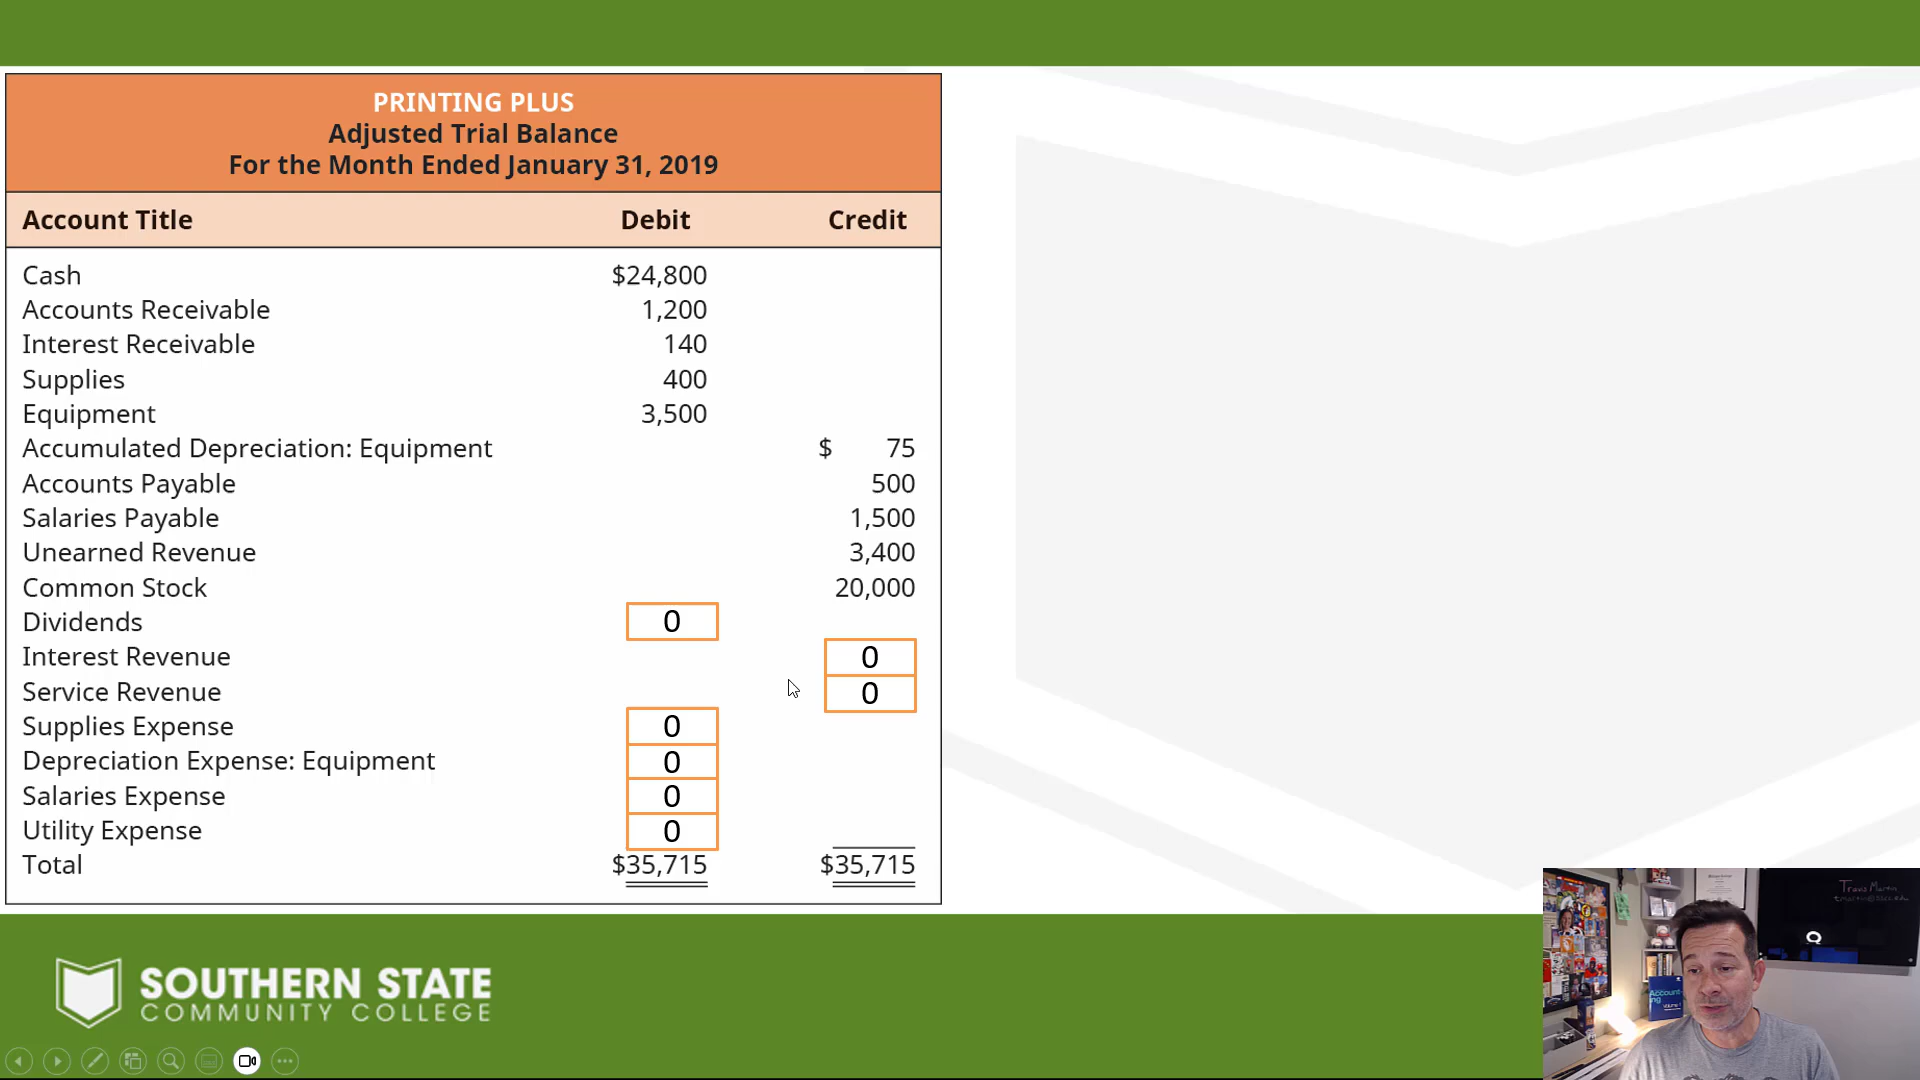 PRINTING PLUS
Adjusted Trial Balance
For the Month Ended January 31, 2019
Account Title Debit Credit
Cash $24,800
Accounts Receivable 1,200
Interest Receivable 140
Supplies 400
Equipment 3,500
Accumulated Depreciation: Equipment $ 75
Accounts Payable 500
Salaries Payable 1,500
Unearned Revenue 3,400
Common Stock 20,000
Dividends 0
Interest Revenue 0
Service Revenue 0
Supplies Expense 0
Depreciation Expense: Equipment 0
Salaries Expense 0
Utility Expense 0
Total $35,715 $35,715
SOUTHERN STATE
COMMUNITY COLLEGE
Travis Martin